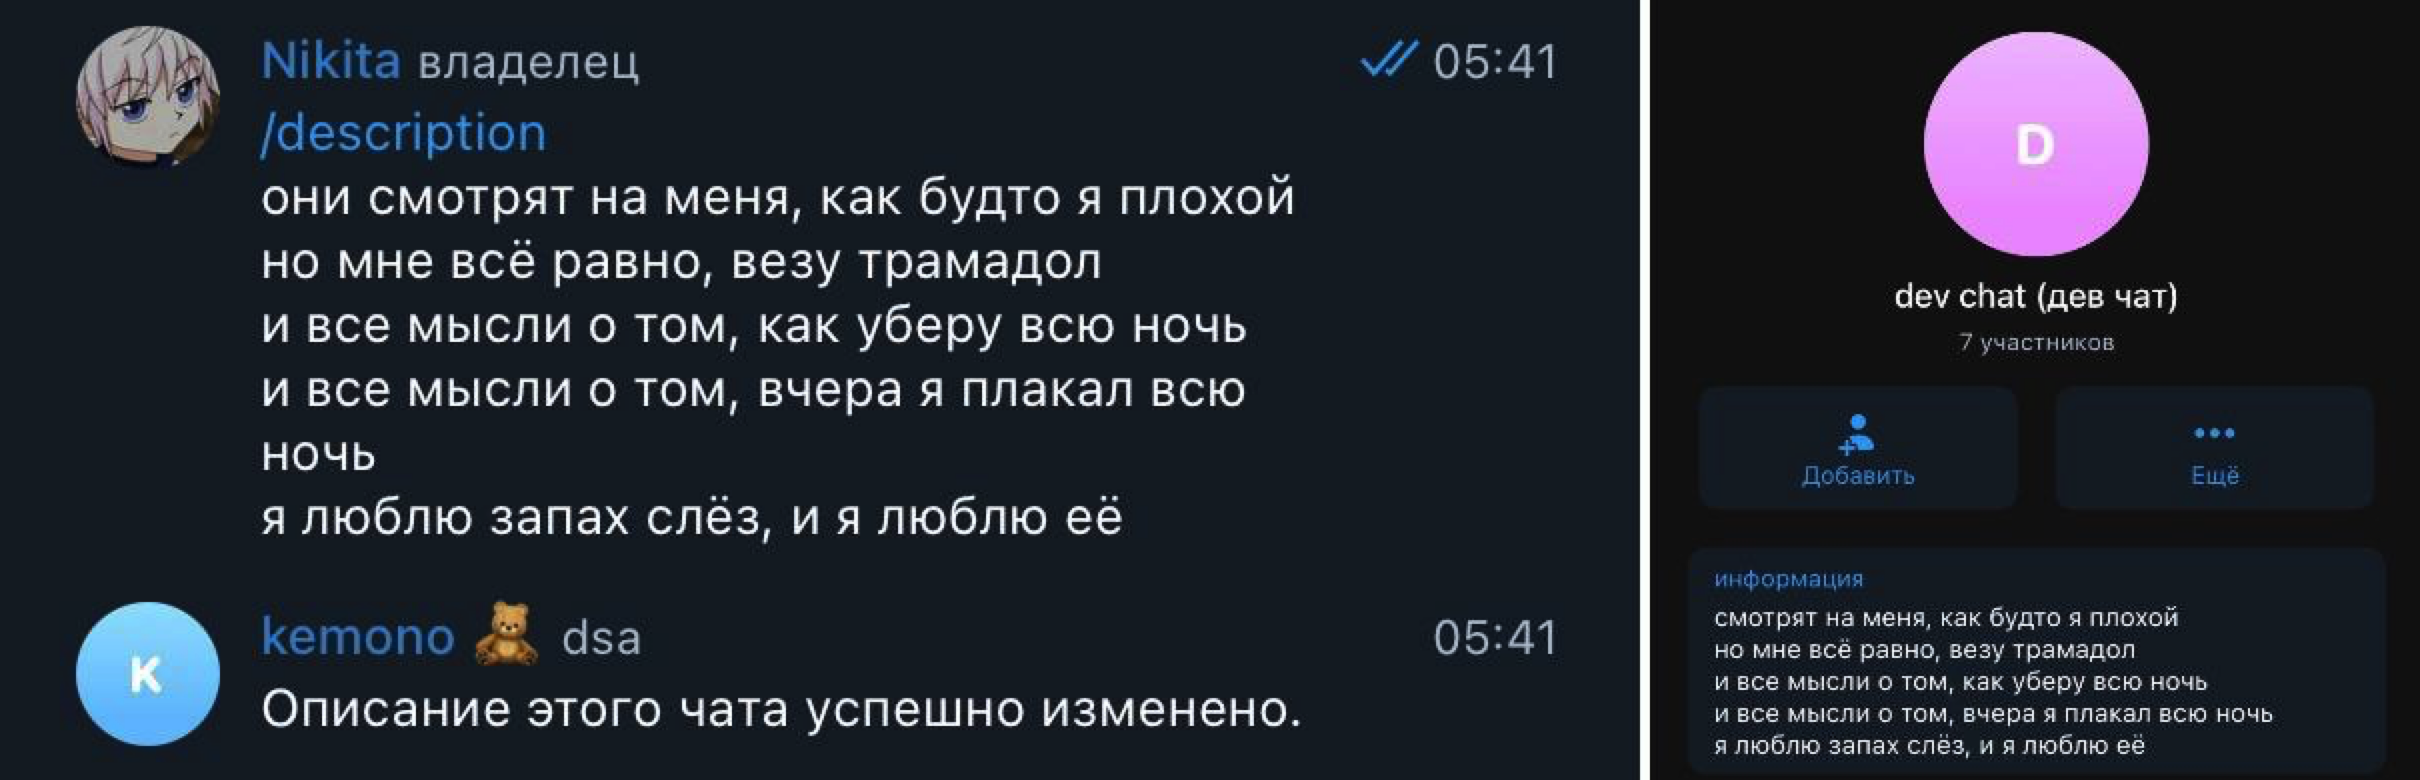 Nikita владелец 05:41
/description
они смотрят на меня, как будто я плохой
но мне всё равно, везу трамадол
и все мысли о том, как уберу всю ночь
и все мысли о том, вчера я плакал всю
ночь
я люблю запах слёз, и я люблю её
K
kemono 🧸 dsa 05:41
Описание этого чата успешно изменено.
D
dev chat (дев чат)
7 участников
Добавить
Ещё
информация
смотрят на меня, как будто я плохой
но мне всё равно, везу трамадол
и все мысли о том, как уберу всю ночь
и все мысли о том, вчера я плакал всю ночь
я люблю запах слёз, и я люблю её